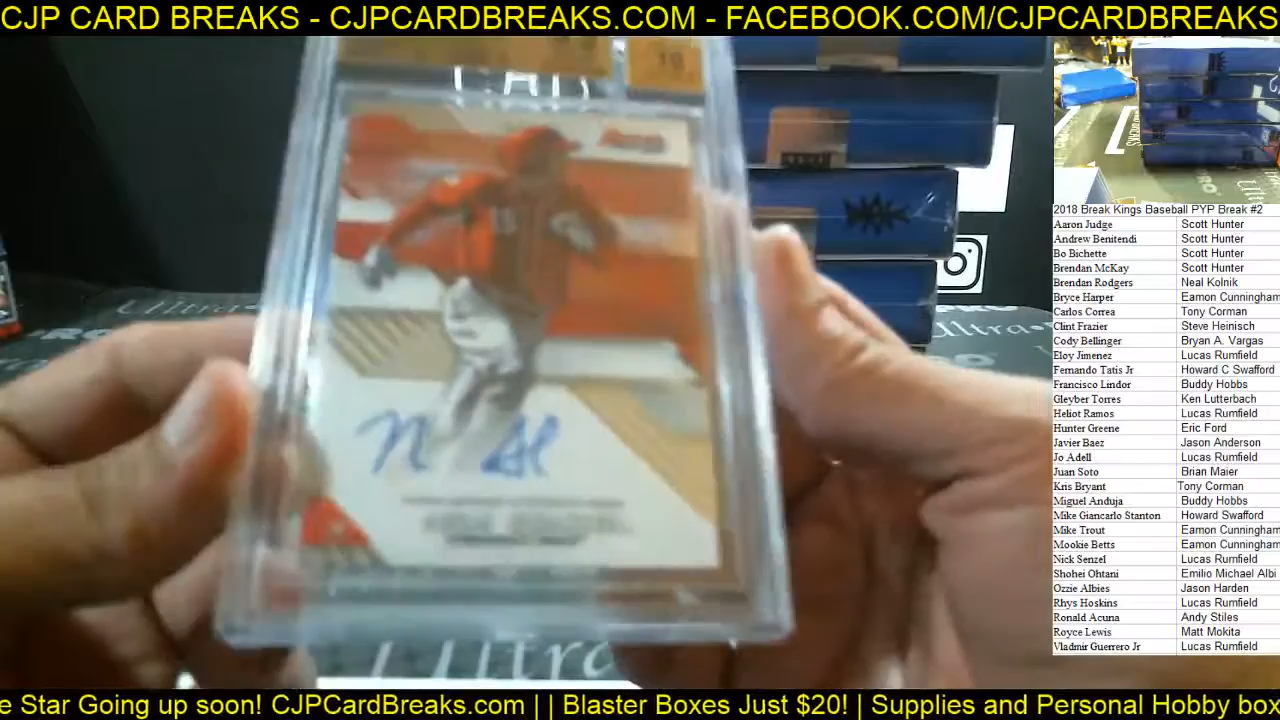 CJP CARD BREAKS - CJPCARDBREAKS.COM - FACEBOOK.COM/CJPCARDBREAKS
10
2018 Break Kings Baseball PYP Break #2
Aaron Judge Scott Hunter
Andrew Benitendi Scott Hunter
Bo Bichette Scott Hunter
Brendan McKay Scott Hunter
Brendan Rodgers Neal Kolnik
Bryce Harper Eamon Cunningham
Carlos Correa Tony Corman
Clint Frazier Steve Heinisch
Cody Bellinger Bryan A. Vargas
Eloy Jimenez Lucas Rumfield
Fernando Tatis Jr Howard C Swafford
Francisco Lindor Buddy Hobbs
Gleyber Torres Ken Lutterbach
Heliot Ramos Lucas Rumfield
Hunter Greene Eric Ford
Javier Baez Jason Anderson
Jo Adell Lucas Rumfield
Juan Soto Brian Maier
Kris Bryant Tony Corman
Miguel Anduja Buddy Hobbs
Mike Giancarlo Stanton Howard Swafford
Mike Trout Eamon Cunningham
Mookie Betts Eamon Cunningham
Nick Senzel Lucas Rumfield
Shohei Ohtani Emilio Michael Albi
Ozzie Albies Jason Harden
Rhys Hoskins Lucas Rumfield
Ronald Acuna Andy Stiles
Royce Lewis Matt Mokita
Vladmir Guerrero Jr Lucas Rumfield
Ultra
PRO
Ultra
e Star Going up soon! CJPCardBreaks.com | | Blaster Boxes Just $20! | Supplies and Personal Hobby box